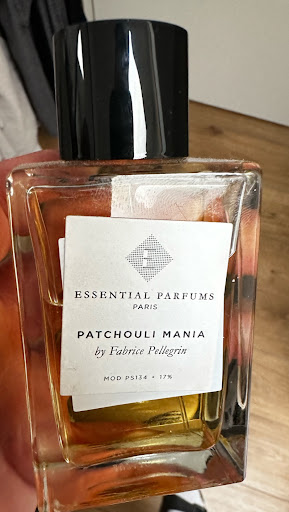 E
ESSENTIAL PARFUMS
PARIS
PATCHOULI MANIA
by Fabrice Pellegrin
MOD PS134 • 17%